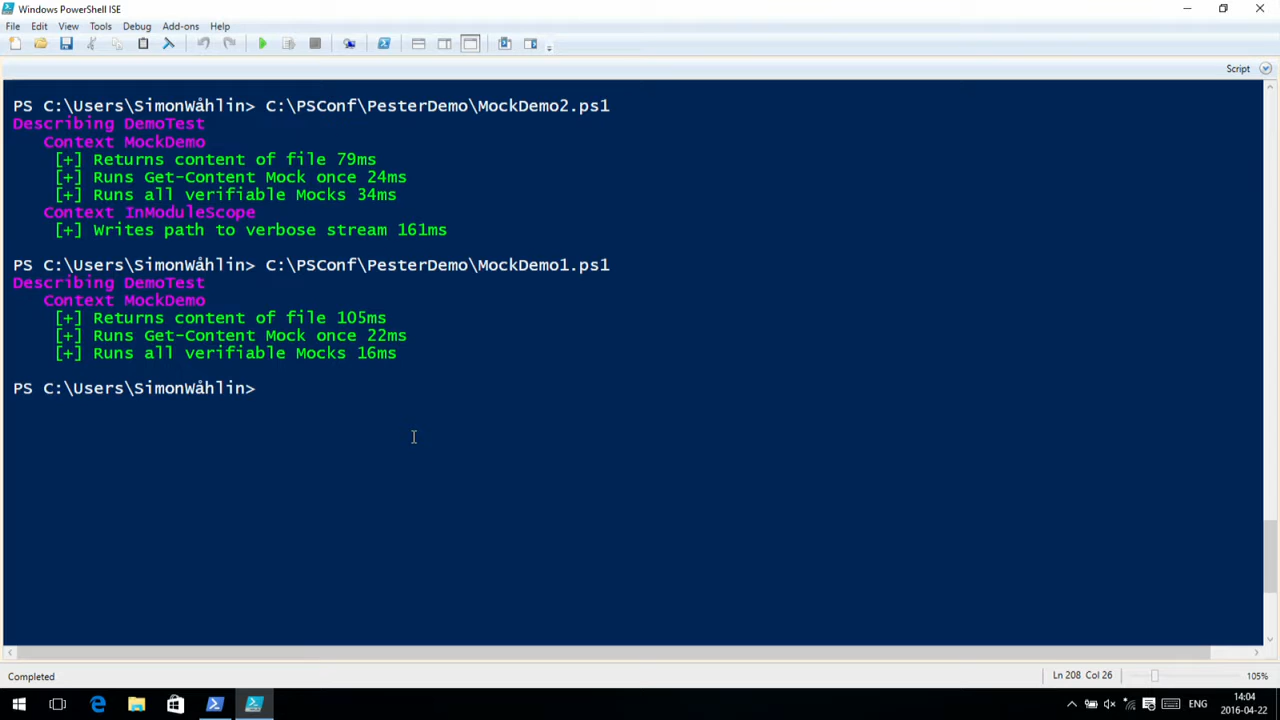 Windows PowerShell ISE
File Edit View Tools Debug Add-ons Help
Script
PS C:\Users\SimonWåhlin> C:\PSConf\PesterDemo\MockDemo2.ps1
Describing DemoTest
Context MockDemo
[+] Returns content of file 79ms
[+] Runs Get-Content Mock once 24ms
[+] Runs all verifiable Mocks 34ms
Context InModuleScope
[+] Writes path to verbose stream 161ms
PS C:\Users\SimonWåhlin> C:\PSConf\PesterDemo\MockDemo1.ps1
Describing DemoTest
Context MockDemo
[+] Returns content of file 105ms
[+] Runs Get-Content Mock once 22ms
[+] Runs all verifiable Mocks 16ms
PS C:\Users\SimonWåhlin>
Completed
Ln 208 Col 26
105%
ENG
14:04
2016-04-22